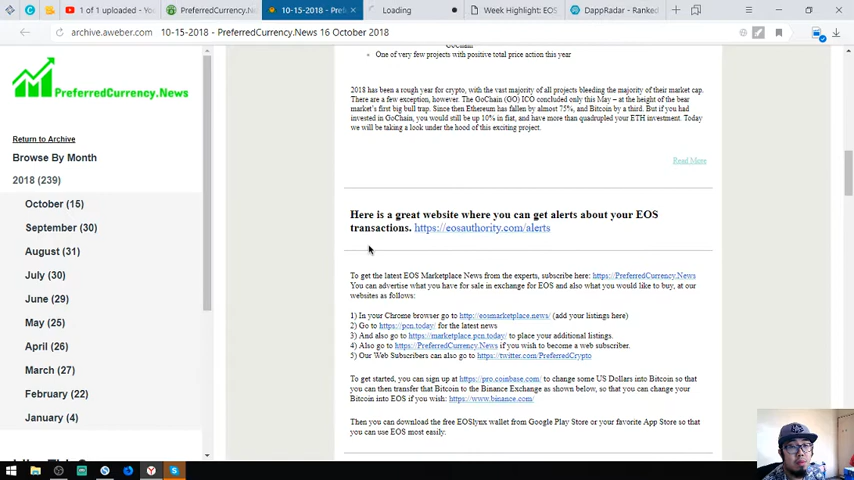 1 of 1 uploaded - Yo
PreferredCurrency.N
10-15-2018 - Prefe
Loading
Week Highlight: EOS
DappRadar - Ranked
archive.aweber.com 10-15-2018 - PreferredCurrency.News 16 October 2018
PreferredCurrency.News
Return to Archive
Browse By Month
2018 (239)
October (15)
September (30)
August (31)
July (30)
June (29)
May (25)
April (26)
March (27)
February (22)
January (4)
GoChain
One of very few projects with positive total price action this year
2018 has been a rough year for crypto, with the vast majority of all projects bleeding the majority of their market cap.
There are a few exception, however. The GoChain (GO) ICO concluded only this May – at the height of the bear
market's first big bull trap. Since then Ethereum has fallen by almost 75%, and Bitcoin by a third. But if you had
invested in GoChain, you would still be up 10% in fiat, and have more than quadrupled your ETH investment. Today
we will be taking a look under the hood of this exciting project.
Read More
Here is a great website where you can get alerts about your EOS
transactions. https://eosauthority.com/alerts
To get the latest EOS Marketplace News from the experts, subscribe here: https://PreferredCurrency.News
You can advertise what you have for sale in exchange for EOS and also what you would like to buy, at our
websites as follows:
1) In your Chrome browser go to http://eosmarketplace.news/ (add your listings here)
2) Go to https://pcn.today/ for the latest news
3) And also go to https://marketplace.pcn.today/ to place your additional listings.
4) Also go to https://PreferredCurrency.News if you wish to become a web subscriber.
5) Our Web Subscribers can also go to https://twitter.com/PreferredCrypto
To get started, you can sign up at https://pro.coinbase.com/ to change some US Dollars into Bitcoin so that
you can then transfer that Bitcoin to the Binance Exchange as shown below, so that you can change your
Bitcoin into EOS if you wish: https://www.binance.com/
Then you can download the free EOSlynx wallet from Google Play Store or your favorite App Store so that
you can use EOS most easily.